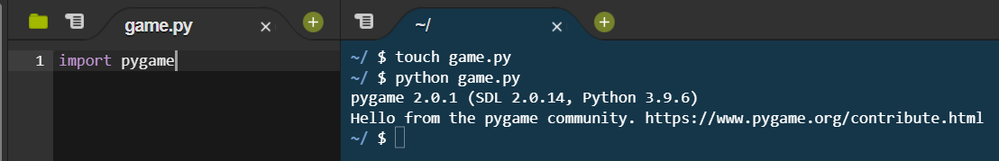 game.py
~/
1 import pygame
~/ $ touch game.py
~/ $ python game.py
pygame 2.0.1 (SDL 2.0.14, Python 3.9.6)
Hello from the pygame community. https://www.pygame.org/contribute.html
~/ $